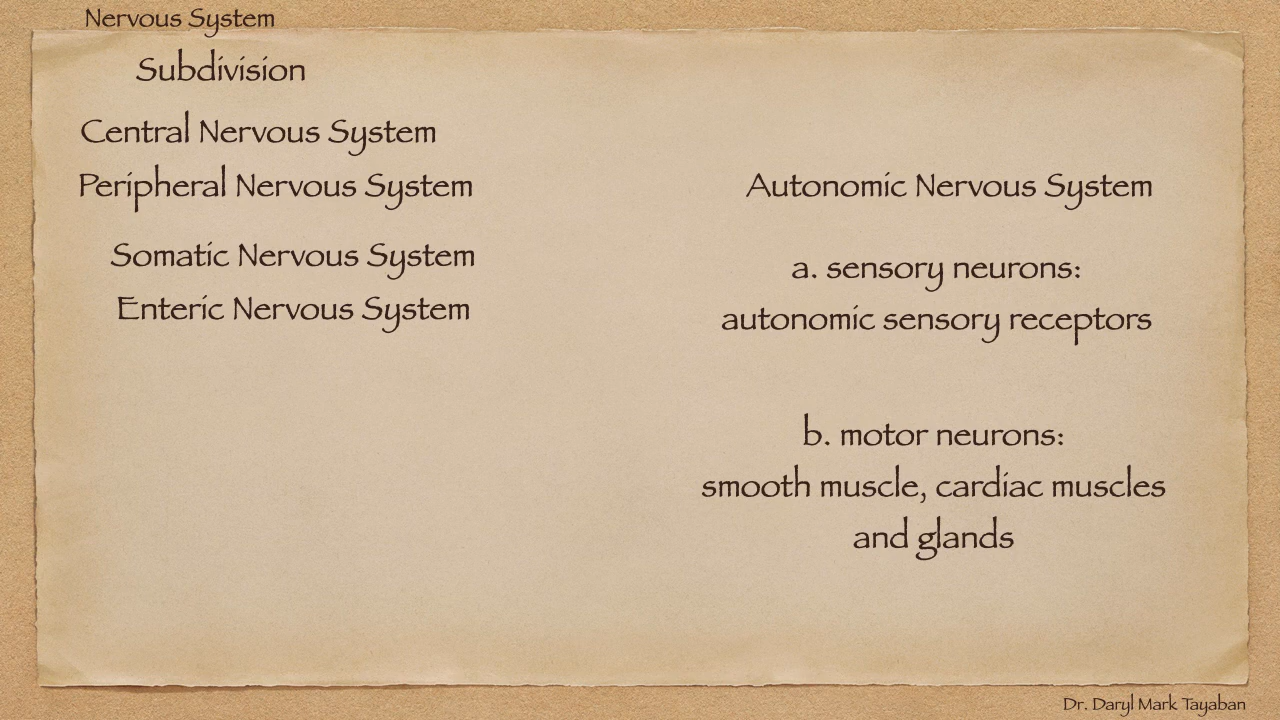 Nervous System
Subdivision
Central Nervous System
Peripheral Nervous System
Somatic Nervous System
Enteric Nervous System
Autonomic Nervous System
a. sensory neurons:
autonomic sensory receptors
b. motor neurons:
smooth muscle, cardiac muscles
and glands
Dr. Daryl Mark Tayaban